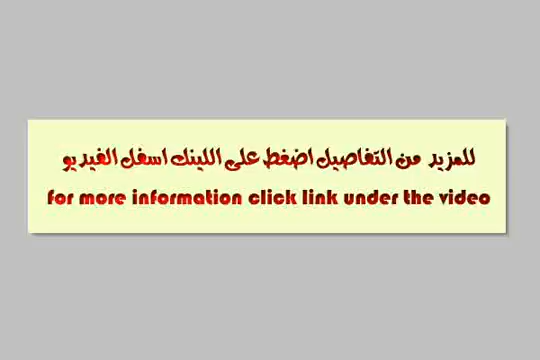 للمزيد من التفاصيل اضغط على اللينك اسفل الفيديو
for more information click link under the video